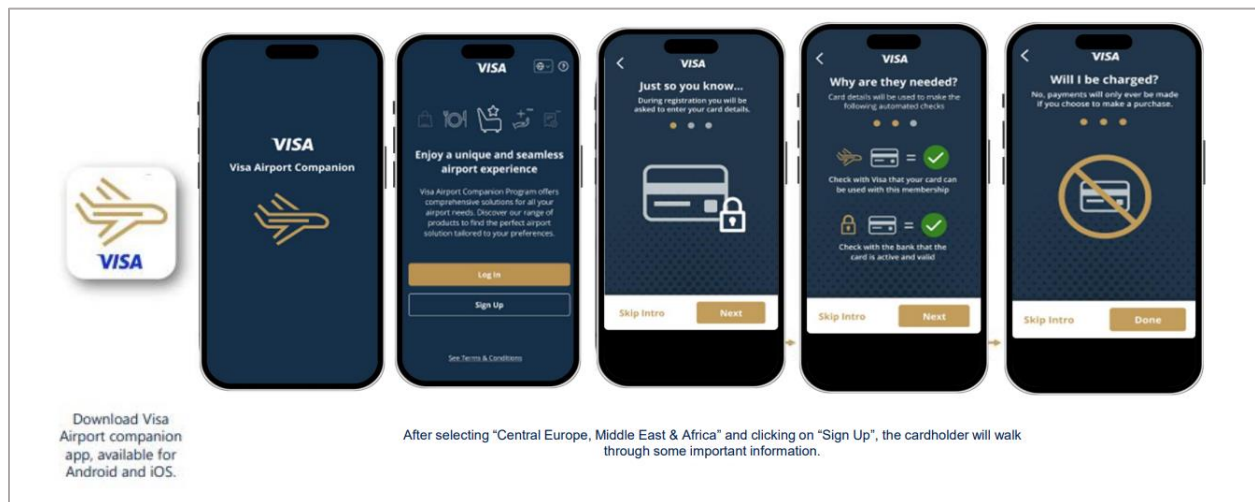 VISA
Download Visa
Airport companion
app, available for
Android and iOS.
VISA
Visa Airport Companion
VISA
Enjoy a unique and seamless
airport experience
Visa Airport Companion Program offers
comprehensive solutions for all your
airport needs. Discover our range of
products to find the perfect airport
solution tailored to your preferences.
Log In
Sign Up
See Terms & Conditions
VISA
Just so you know...
During registration you will be
asked to enter your card details.
Skip Intro
Next
VISA
Why are they needed?
Card details will be used to make the
following automated checks
=
Check with Visa that your card can
be used with this membership
=
Check with the bank that the
card is active and valid
Skip Intro
Next
VISA
Will I be charged?
No, payments will only ever be made
if you choose to make a purchase.
Skip Intro
Done
After selecting “Central Europe, Middle East & Africa” and clicking on “Sign Up”, the cardholder will walk
through some important information.